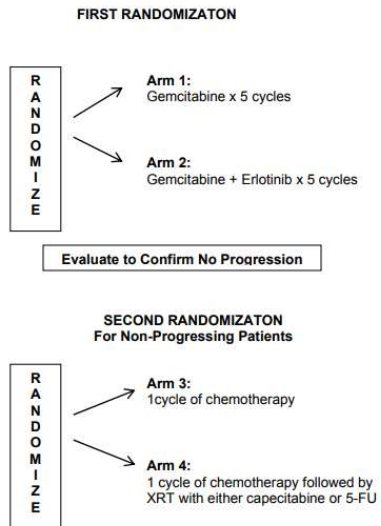 FIRST RANDOMIZATON
R
A
N
D
O
M
I
Z
E
Arm 1:
Gemcitabine x 5 cycles
Arm 2:
Gemcitabine + Erlotinib x 5 cycles
Evaluate to Confirm No Progression
SECOND RANDOMIZATON
For Non-Progressing Patients
R
A
N
D
O
M
I
Z
E
Arm 3:
1cycle of chemotherapy
Arm 4:
1 cycle of chemotherapy followed by
XRT with either capecitabine or 5-FU